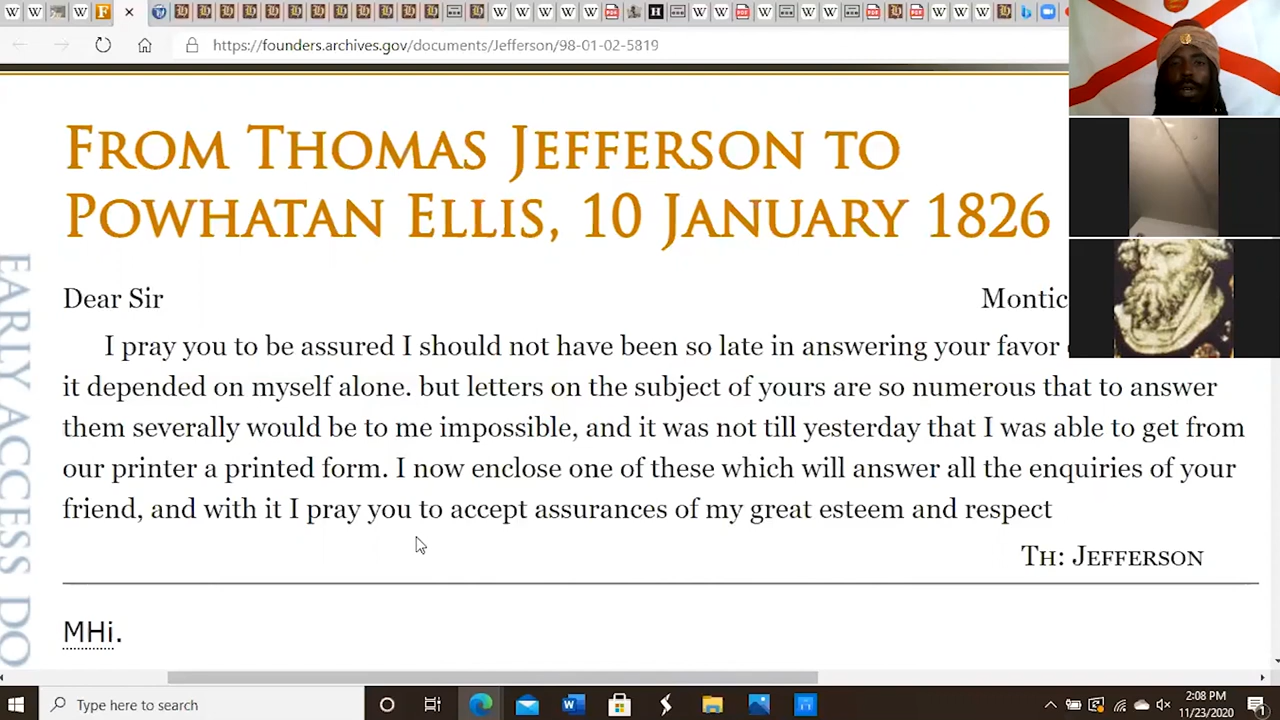 https://founders.archives.gov/documents/Jefferson/98-01-02-5819
FROM THOMAS JEFFERSON TO
POWHATAN ELLIS, 10 JANUARY 1826
EARLY ACCESS DO
Dear Sir Montic
I pray you to be assured I should not have been so late in answering your favor
it depended on myself alone. but letters on the subject of yours are so numerous that to answer
them severally would be to me impossible, and it was not till yesterday that I was able to get from
our printer a printed form. I now enclose one of these which will answer all the enquiries of your
friend, and with it I pray you to accept assurances of my great esteem and respect
TH: JEFFERSON
MHi.
Type here to search
2:08 PM
11/23/2020